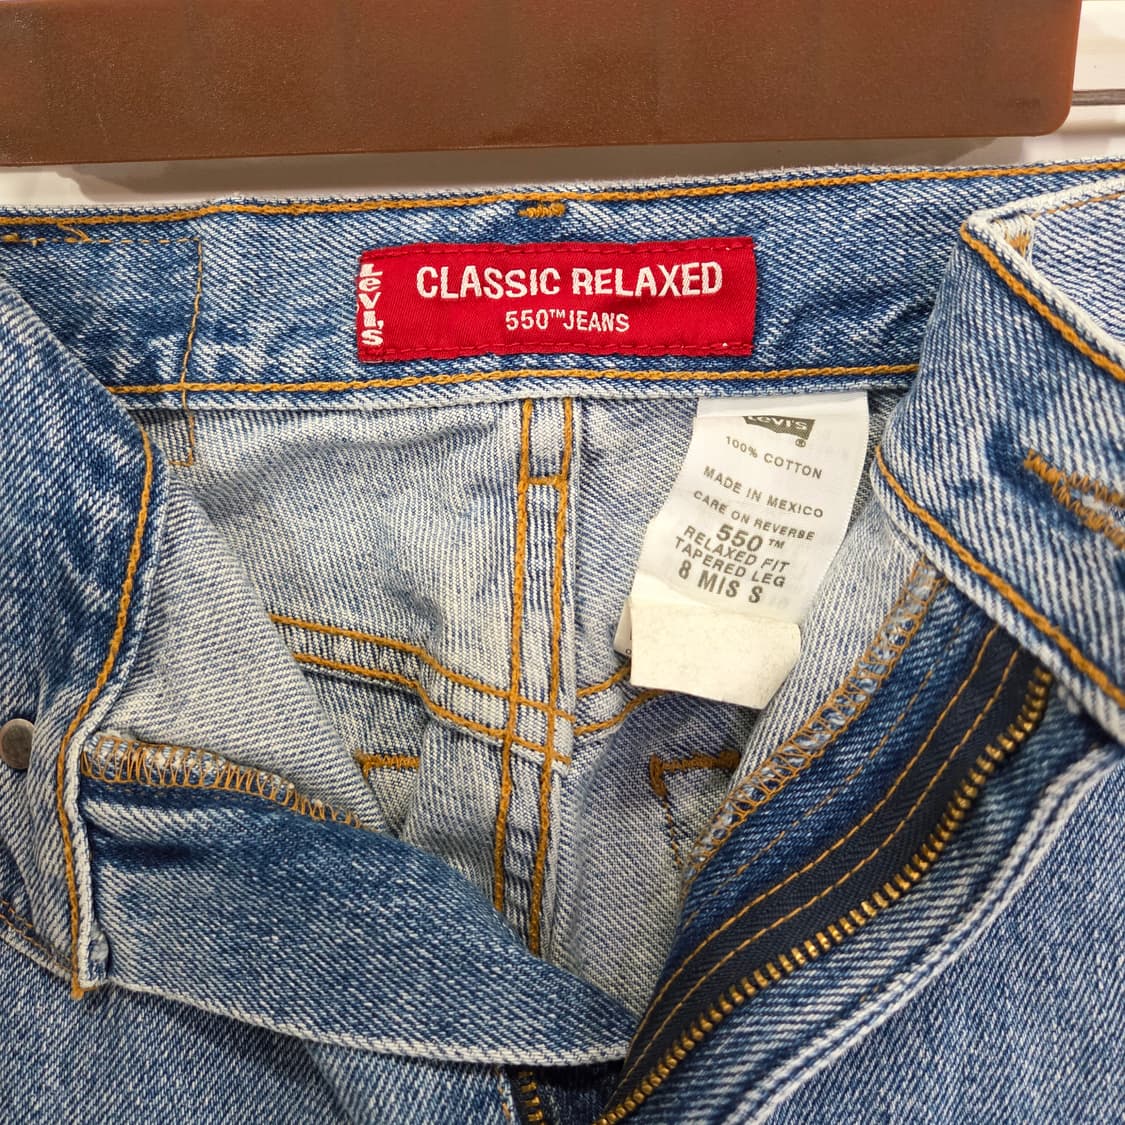 Levi's
CLASSIC RELAXED
550™JEANS
Levi's
®
100% COTTON
MADE IN MEXICO
CARE ON REVERSE
550™
RELAXED FIT
TAPERED LEG
8 MIS S